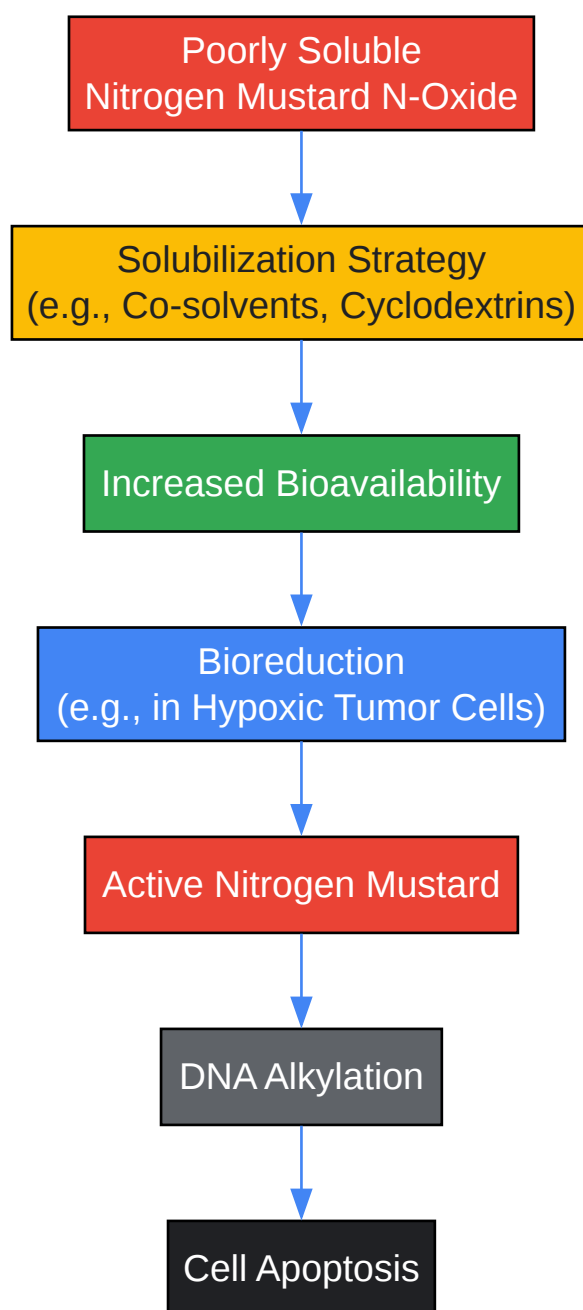 Poorly Soluble
Nitrogen Mustard N-Oxide
Solubilization Strategy
(e.g., Co-solvents, Cyclodextrins)
Increased Bioavailability
Bioreduction
(e.g., in Hypoxic Tumor Cells)
Active Nitrogen Mustard
DNA Alkylation
Cell Apoptosis